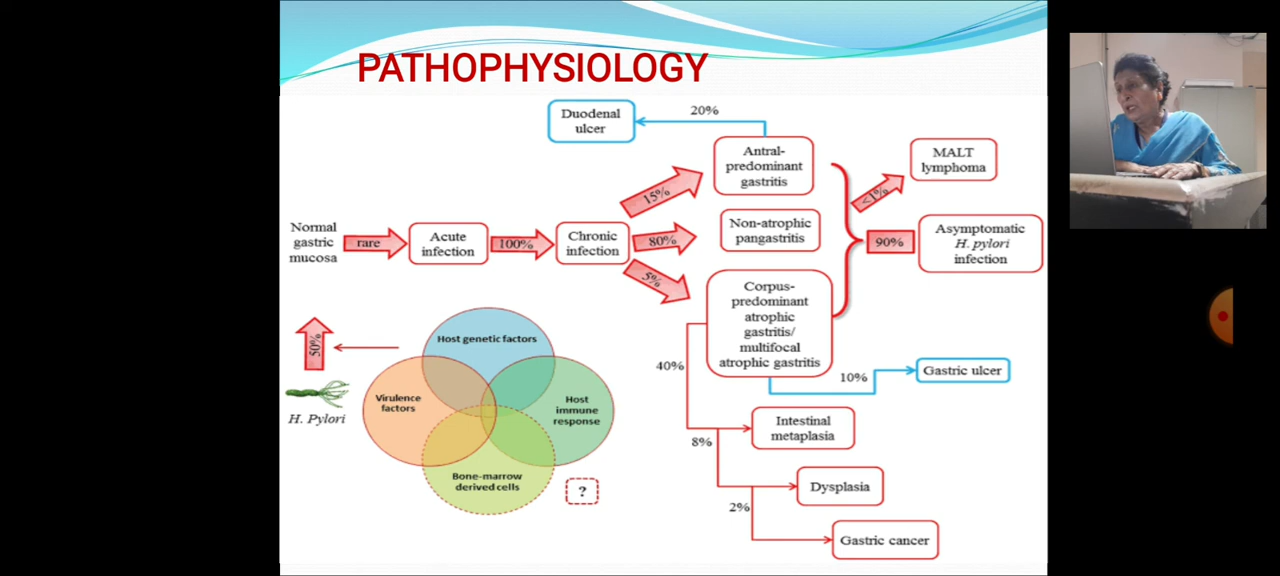 PATHOPHYSIOLOGY
Duodenal
ulcer
20%
Antral-
predominant
gastritis
MALT
lymphoma
<1%
15%
Normal
gastric
mucosa
rare
Acute
infection
100%
Chronic
infection
80%
Non-atrophic
pangastritis
90%
Asymptomatic
H. pylori
infection
5%
Corpus-
predominant
atrophic
gastritis/
multifocal
atrophic gastritis
10%
Gastric ulcer
40%
Intestinal
metaplasia
8%
Dysplasia
2%
Gastric cancer
50%
H. Pylori
Host genetic factors
Virulence
factors
Host
immune
response
Bone-marrow
derived cells
?